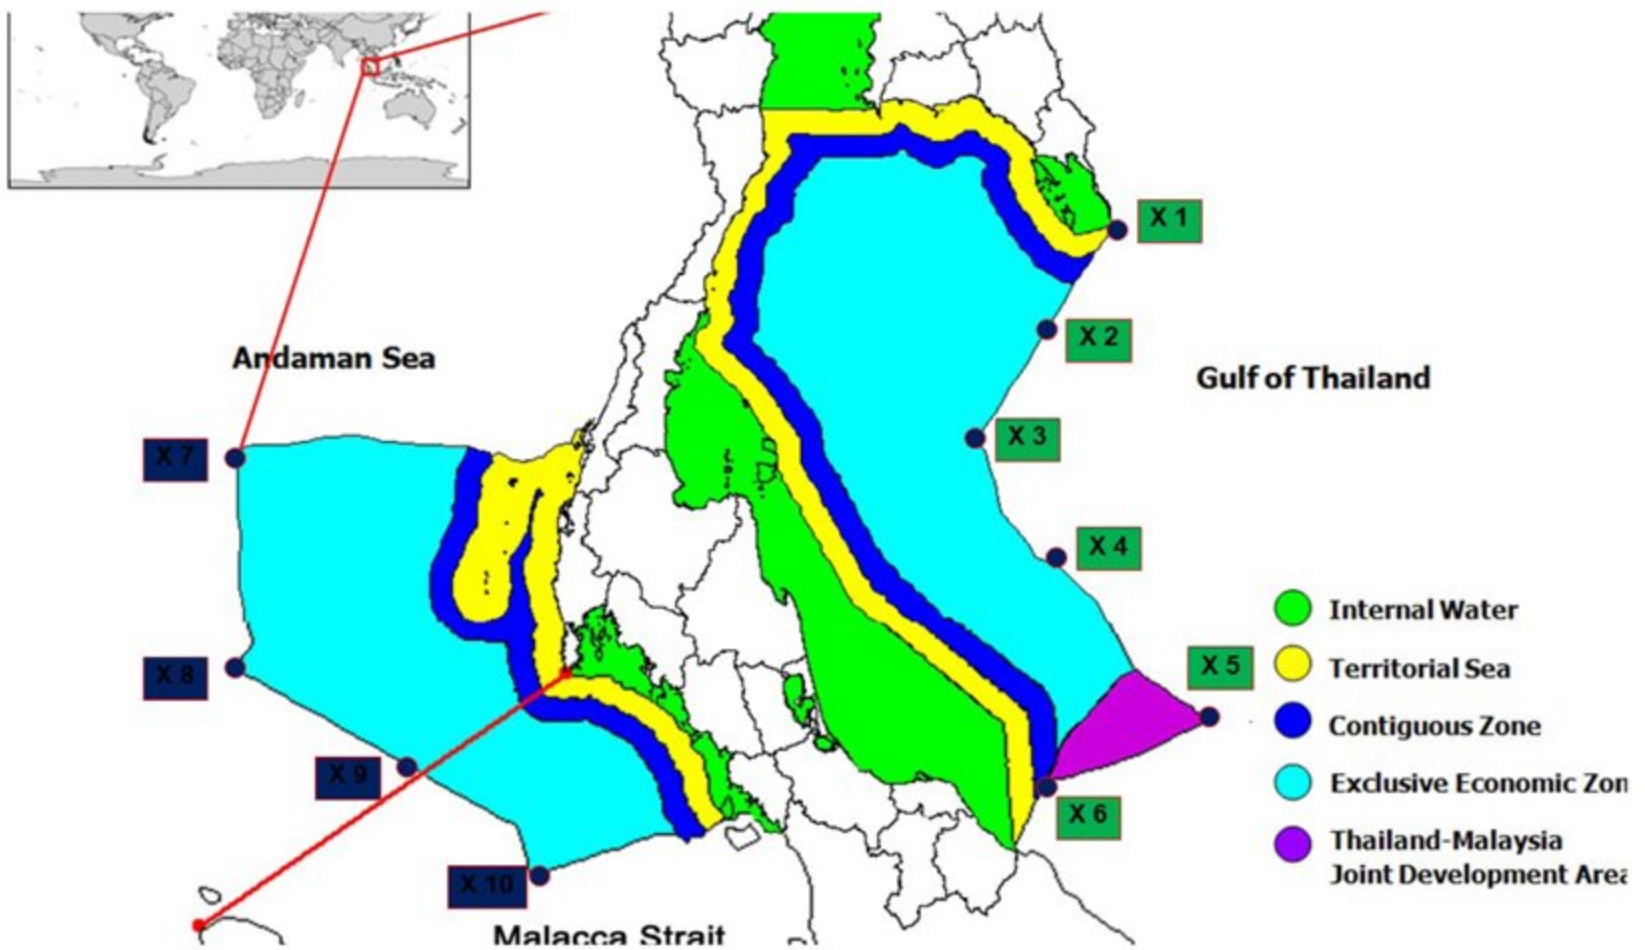 X 1
X 2
Andaman Sea
Gulf of Thailand
X 3
X 7
X 4
Internal Water
X 5
Territorial Sea
X 8
Contiguous Zone
X 9
Exclusive Economic Zon
X 6
Thailand-Malaysia
Joint Development Area
X 10
Malacca Strait